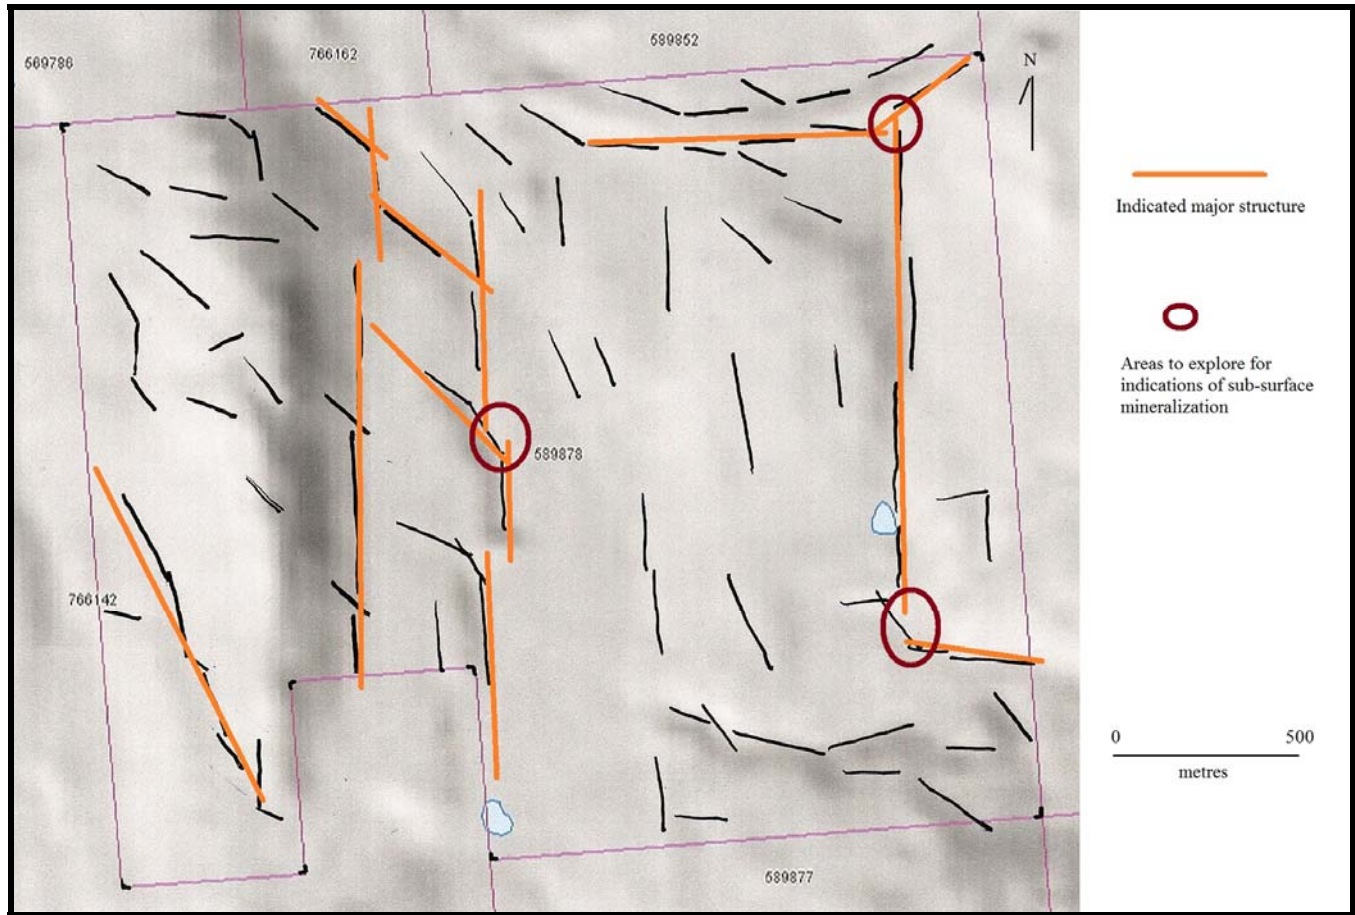 569786
766162
589852
N
Indicated major structure
Areas to explore for
indications of sub-surface
mineralization
589878
766142
0 500
metres
589877